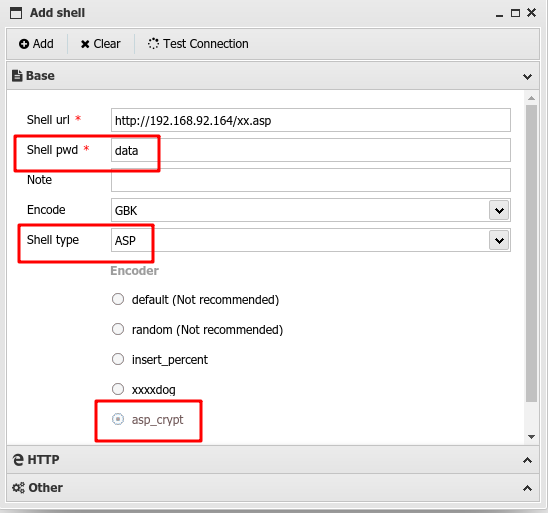 Add shell
Add Clear Test Connection
Base
Shell url * http://192.168.92.164/xx.asp
Shell pwd * data
Note
Encode GBK
Shell type ASP
Encoder
default (Not recommended)
random (Not recommended)
insert_percent
xxxxdog
asp_crypt
HTTP
Other